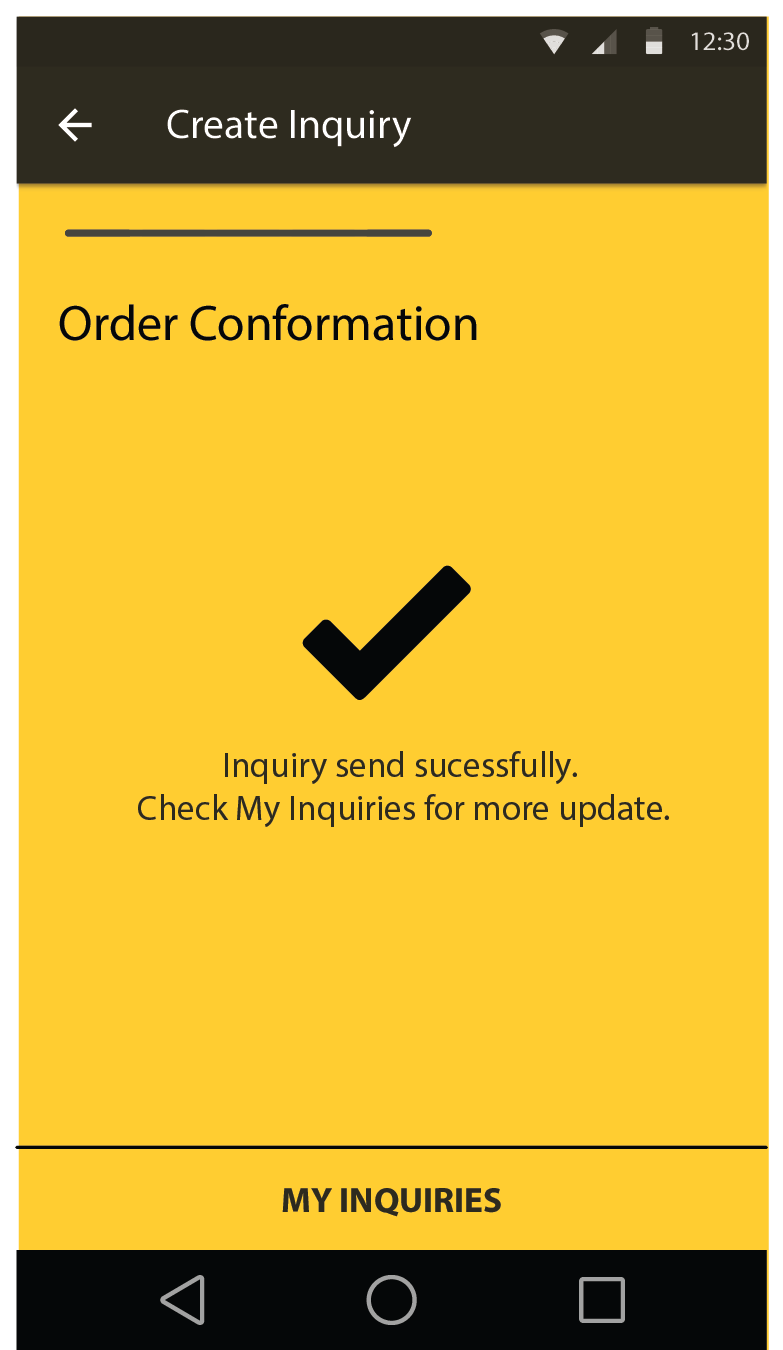 12:30
Create Inquiry
Order Conformation
Inquiry send sucessfully.
Check My Inquiries for more update.
MY INQUIRIES